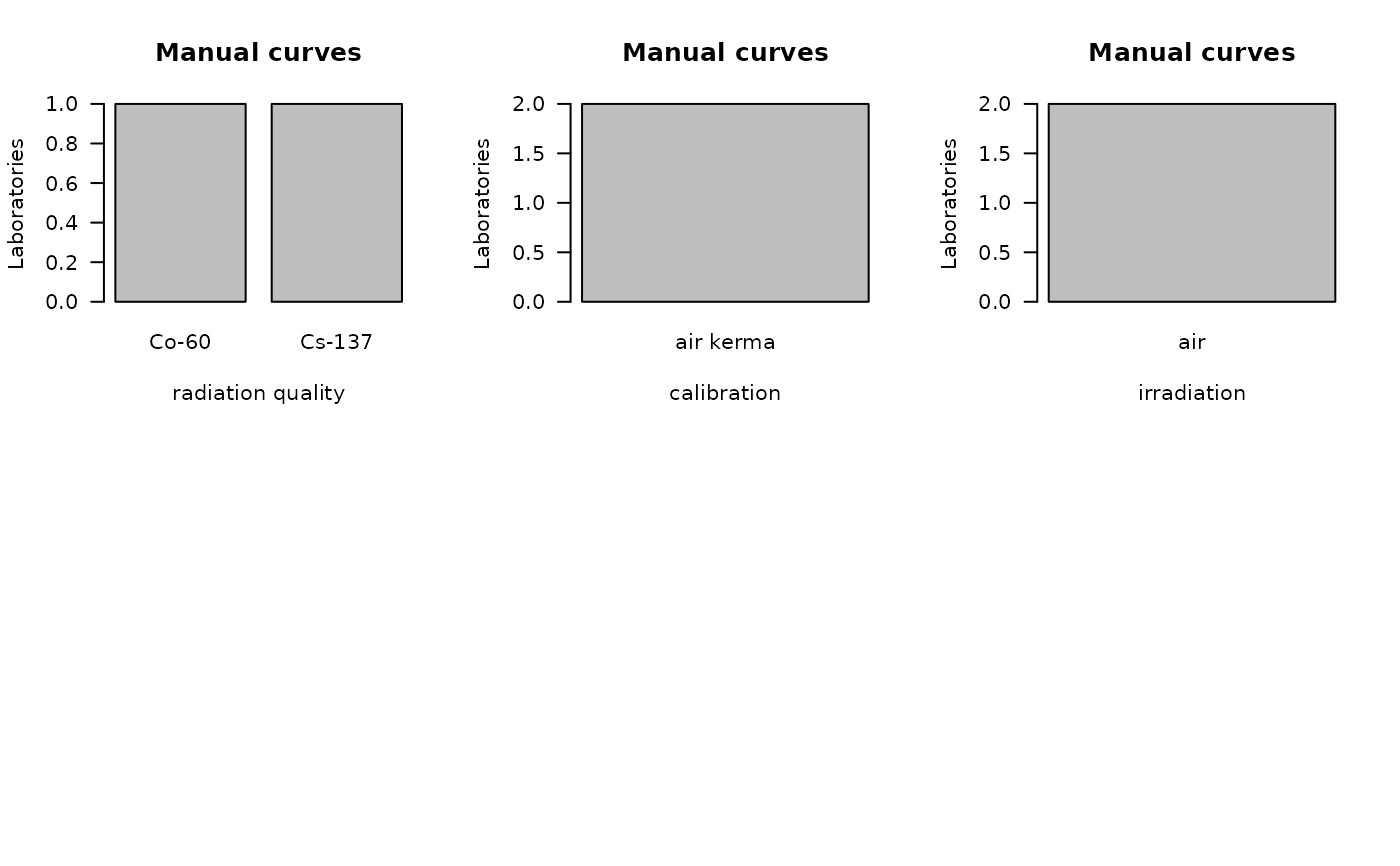 Manual curves
Laboratories
1.0
0.8
0.6
0.4
0.2
0.0
Co-60 Cs-137
radiation quality
Manual curves
Laboratories
2.0
1.5
1.0
0.5
0.0
air kerma
calibration
Manual curves
Laboratories
2.0
1.5
1.0
0.5
0.0
air
irradiation